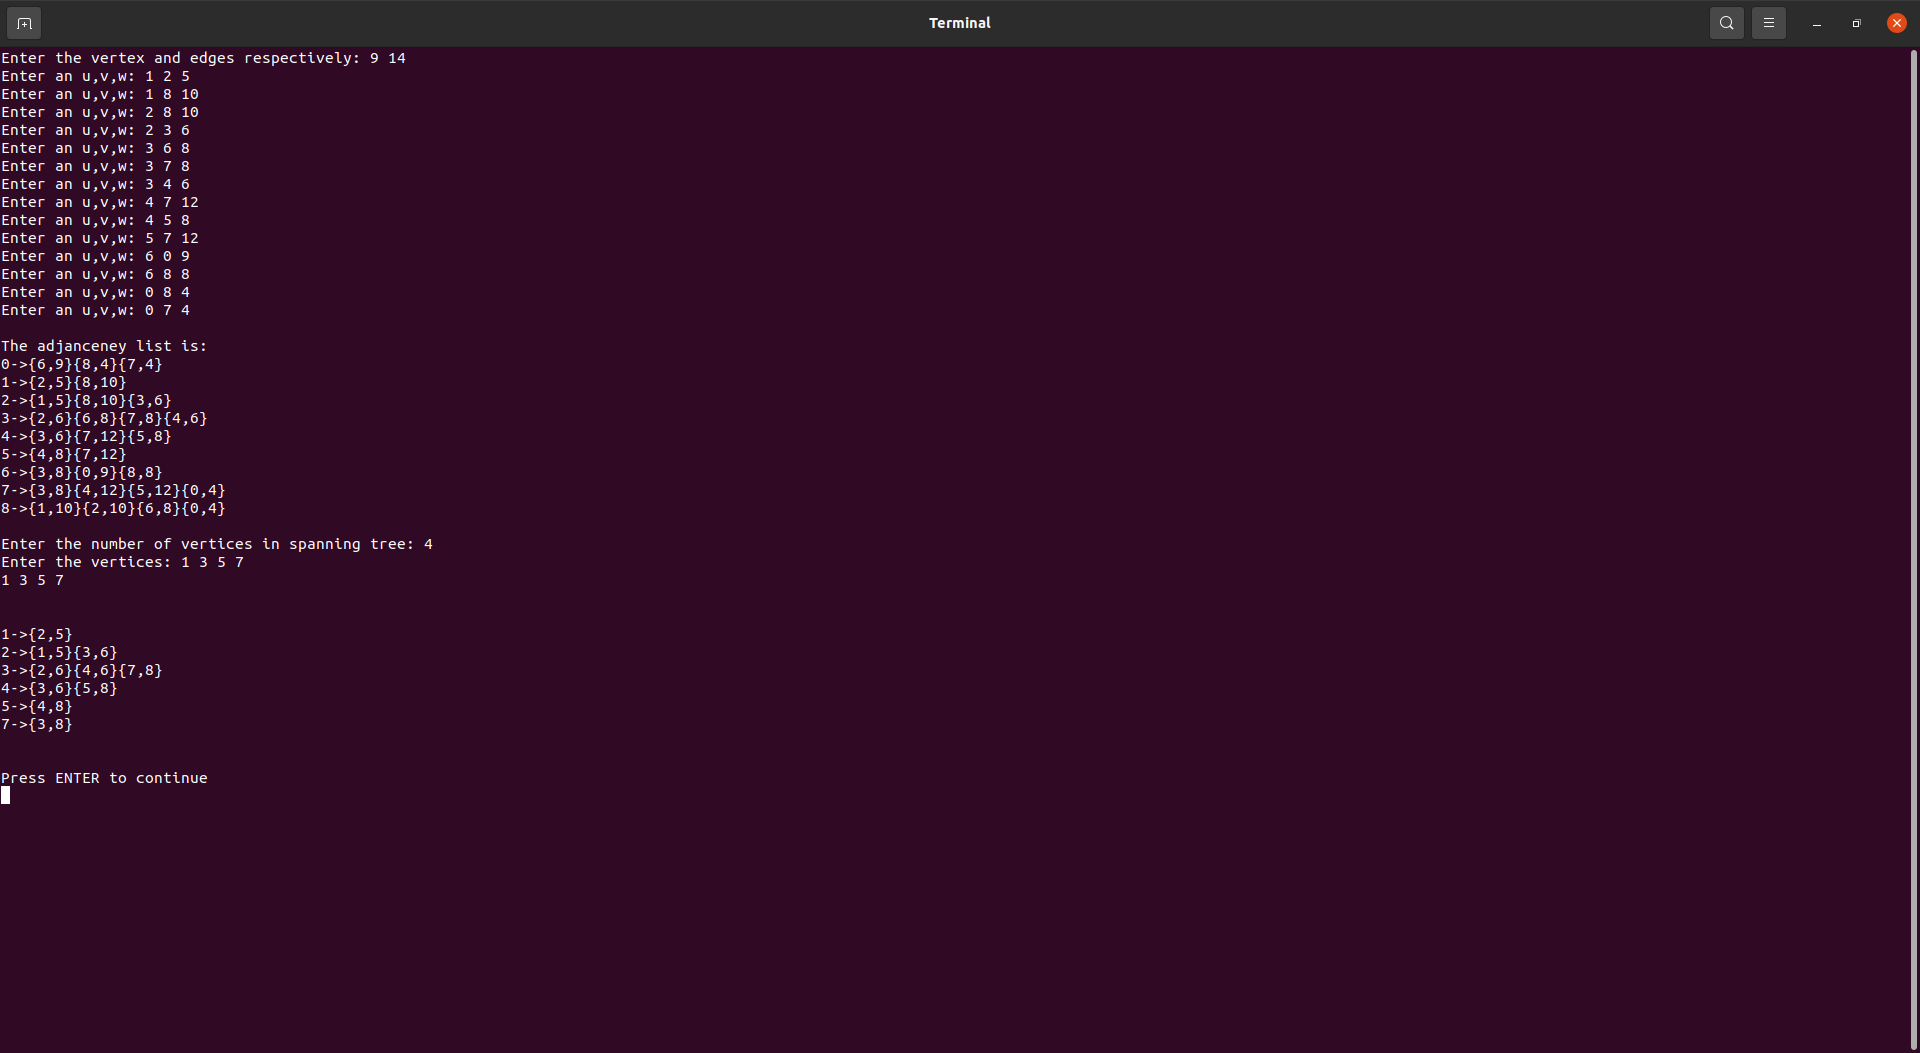 Terminal
Enter the vertex and edges respectively: 9 14
Enter an u,v,w: 1 2 5
Enter an u,v,w: 1 8 10
Enter an u,v,w: 2 8 10
Enter an u,v,w: 2 3 6
Enter an u,v,w: 3 6 8
Enter an u,v,w: 3 7 8
Enter an u,v,w: 3 4 6
Enter an u,v,w: 4 7 12
Enter an u,v,w: 4 5 8
Enter an u,v,w: 5 7 12
Enter an u,v,w: 6 0 9
Enter an u,v,w: 6 8 8
Enter an u,v,w: 0 8 4
Enter an u,v,w: 0 7 4
The adjanceney list is:
0->{6,9}{8,4}{7,4}
1->{2,5}{8,10}
2->{1,5}{8,10}{3,6}
3->{2,6}{6,8}{7,8}{4,6}
4->{3,6}{7,12}{5,8}
5->{4,8}{7,12}
6->{3,8}{0,9}{8,8}
7->{3,8}{4,12}{5,12}{0,4}
8->{1,10}{2,10}{6,8}{0,4}
Enter the number of vertices in spanning tree: 4
Enter the vertices: 1 3 5 7
1 3 5 7
1->{2,5}
2->{1,5}{3,6}
3->{2,6}{4,6}{7,8}
4->{3,6}{5,8}
5->{4,8}
7->{3,8}
Press ENTER to continue